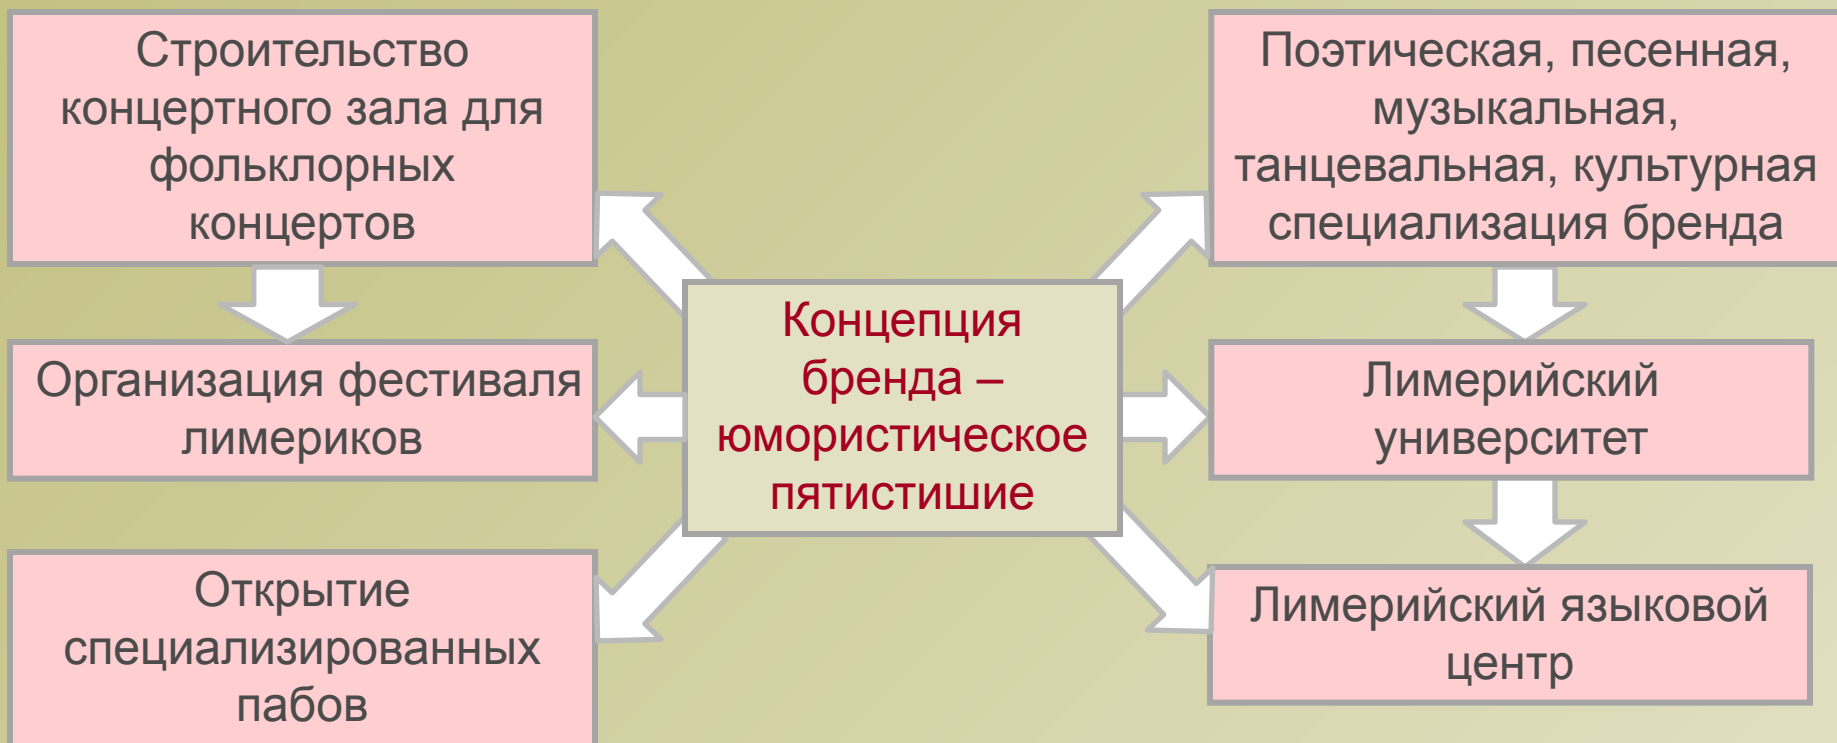 Строительство
концертного зала для
фольклорных
концертов
Организация фестиваля
лимериков
Открытие
специализированных
пабов
Концепция
бренда –
юмористическое
пятистишие
Поэтическая, песенная,
музыкальная,
танцевальная, культурная
специализация бренда
Лимерийский
университет
Лимерийский языковой
центр